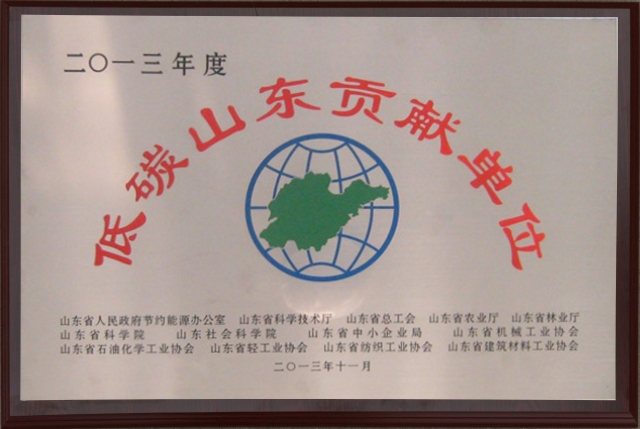 二〇一三年度
低碳山东贡献单位
山东省人民政府节约能源办公室 山东省科学技术厅 山东省总工会 山东省农业厅 山东省林业厅
山东省科学院 山东社会科学院 山东省中小企业局 山东省机械工业协会
山东省石油化学工业协会 山东省轻工业协会 山东省纺织工业协会 山东省建筑材料工业协会
二〇一三年十一月